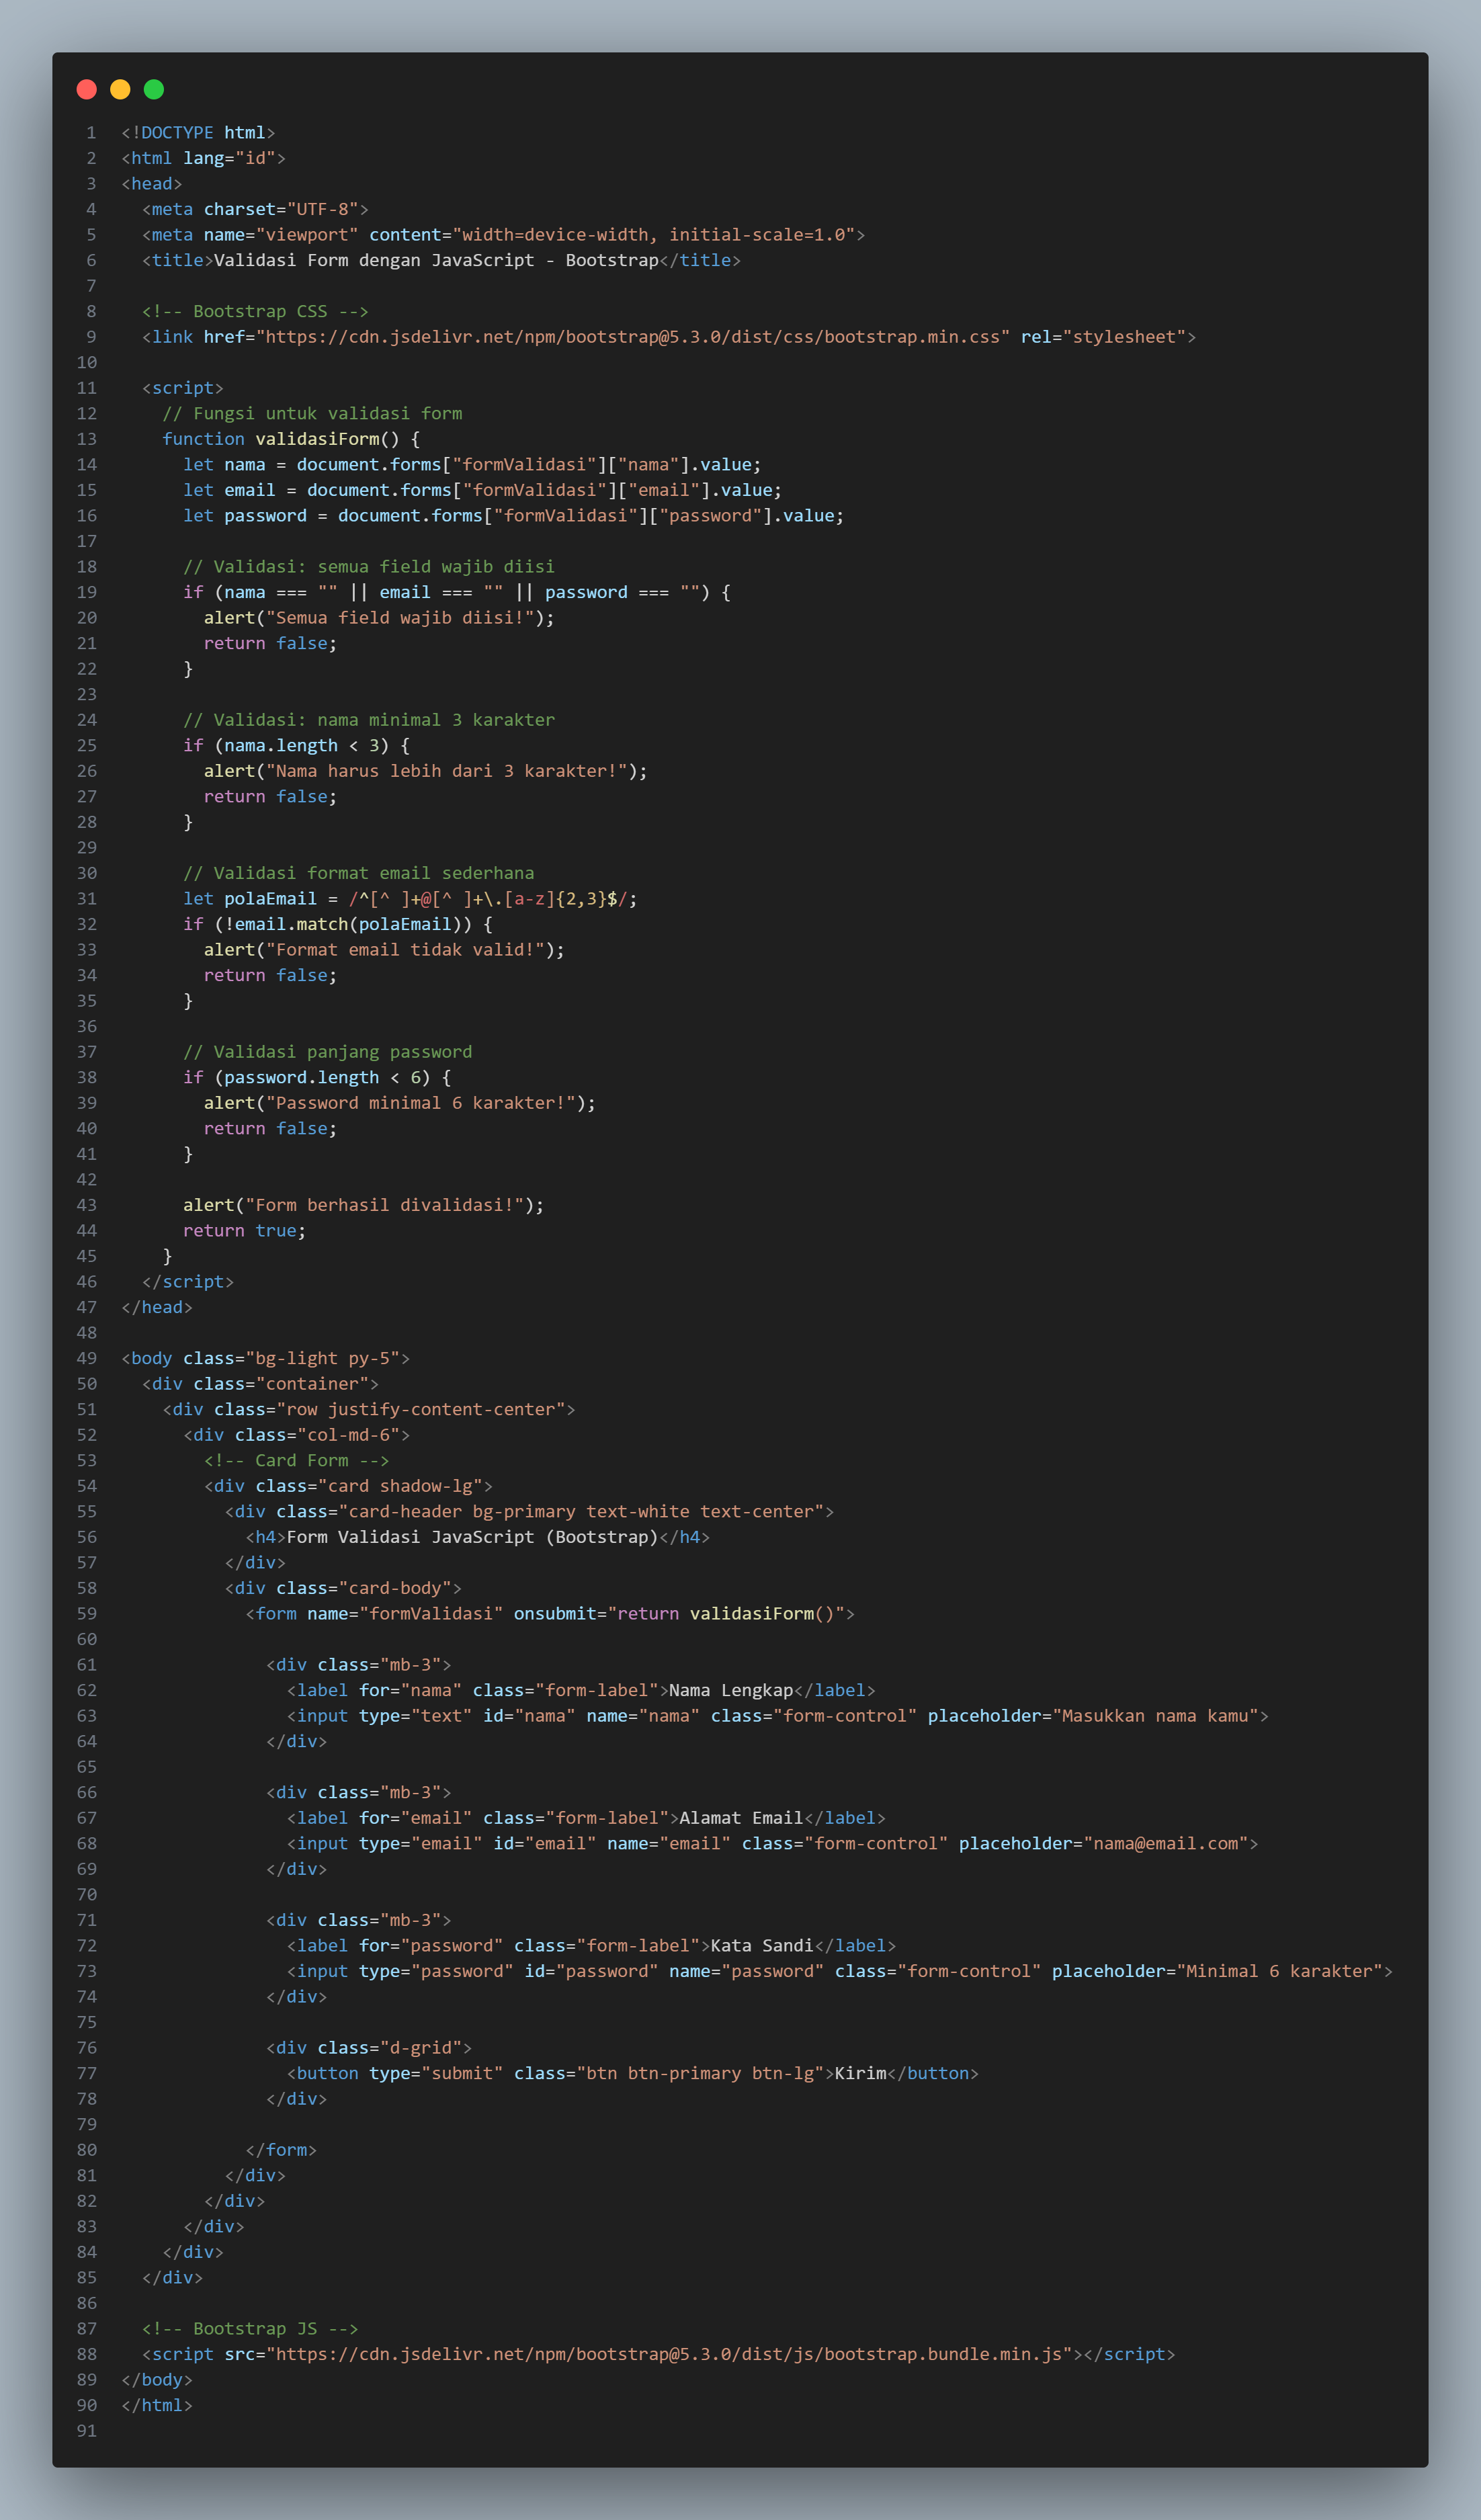 1 <!DOCTYPE html>
2 <html lang="id">
3 <head>
4   <meta charset="UTF-8">
5   <meta name="viewport" content="width=device-width, initial-scale=1.0">
6   <title>Validasi Form dengan JavaScript - Bootstrap</title>
7
8   <!-- Bootstrap CSS -->
9   <link href="https://cdn.jsdelivr.net/npm/bootstrap@5.3.0/dist/css/bootstrap.min.css" rel="stylesheet">
10
11   <script>
12     // Fungsi untuk validasi form
13     function validasiForm() {
14       let nama = document.forms["formValidasi"]["nama"].value;
15       let email = document.forms["formValidasi"]["email"].value;
16       let password = document.forms["formValidasi"]["password"].value;
17
18       // Validasi: semua field wajib diisi
19       if (nama === "" || email === "" || password === "") {
20         alert("Semua field wajib diisi!");
21         return false;
22       }
23
24       // Validasi: nama minimal 3 karakter
25       if (nama.length < 3) {
26         alert("Nama harus lebih dari 3 karakter!");
27         return false;
28       }
29
30       // Validasi format email sederhana
31       let polaEmail = /^[^ ]+@[^ ]+\.[a-z]{2,3}$/;
32       if (!email.match(polaEmail)) {
33         alert("Format email tidak valid!");
34         return false;
35       }
36
37       // Validasi panjang password
38       if (password.length < 6) {
39         alert("Password minimal 6 karakter!");
40         return false;
41       }
42
43       alert("Form berhasil divalidasi!");
44       return true;
45     }
46   </script>
47 </head>
48
49 <body class="bg-light py-5">
50   <div class="container">
51     <div class="row justify-content-center">
52       <div class="col-md-6">
53         <!-- Card Form -->
54         <div class="card shadow-lg">
55           <div class="card-header bg-primary text-white text-center">
56             <h4>Form Validasi JavaScript (Bootstrap)</h4>
57           </div>
58           <div class="card-body">
59             <form name="formValidasi" onsubmit="return validasiForm()">
60
61               <div class="mb-3">
62                 <label for="nama" class="form-label">Nama Lengkap</label>
63                 <input type="text" id="nama" name="nama" class="form-control" placeholder="Masukkan nama kamu">
64               </div>
65
66               <div class="mb-3">
67                 <label for="email" class="form-label">Alamat Email</label>
68                 <input type="email" id="email" name="email" class="form-control" placeholder="nama@email.com">
69               </div>
70
71               <div class="mb-3">
72                 <label for="password" class="form-label">Kata Sandi</label>
73                 <input type="password" id="password" name="password" class="form-control" placeholder="Minimal 6 karakter">
74               </div>
75
76               <div class="d-grid">
77                 <button type="submit" class="btn btn-primary btn-lg">Kirim</button>
78               </div>
79
80             </form>
81           </div>
82         </div>
83       </div>
84     </div>
85   </div>
86
87   <!-- Bootstrap JS -->
88   <script src="https://cdn.jsdelivr.net/npm/bootstrap@5.3.0/dist/js/bootstrap.bundle.min.js"></script>
89 </body>
90 </html>
91